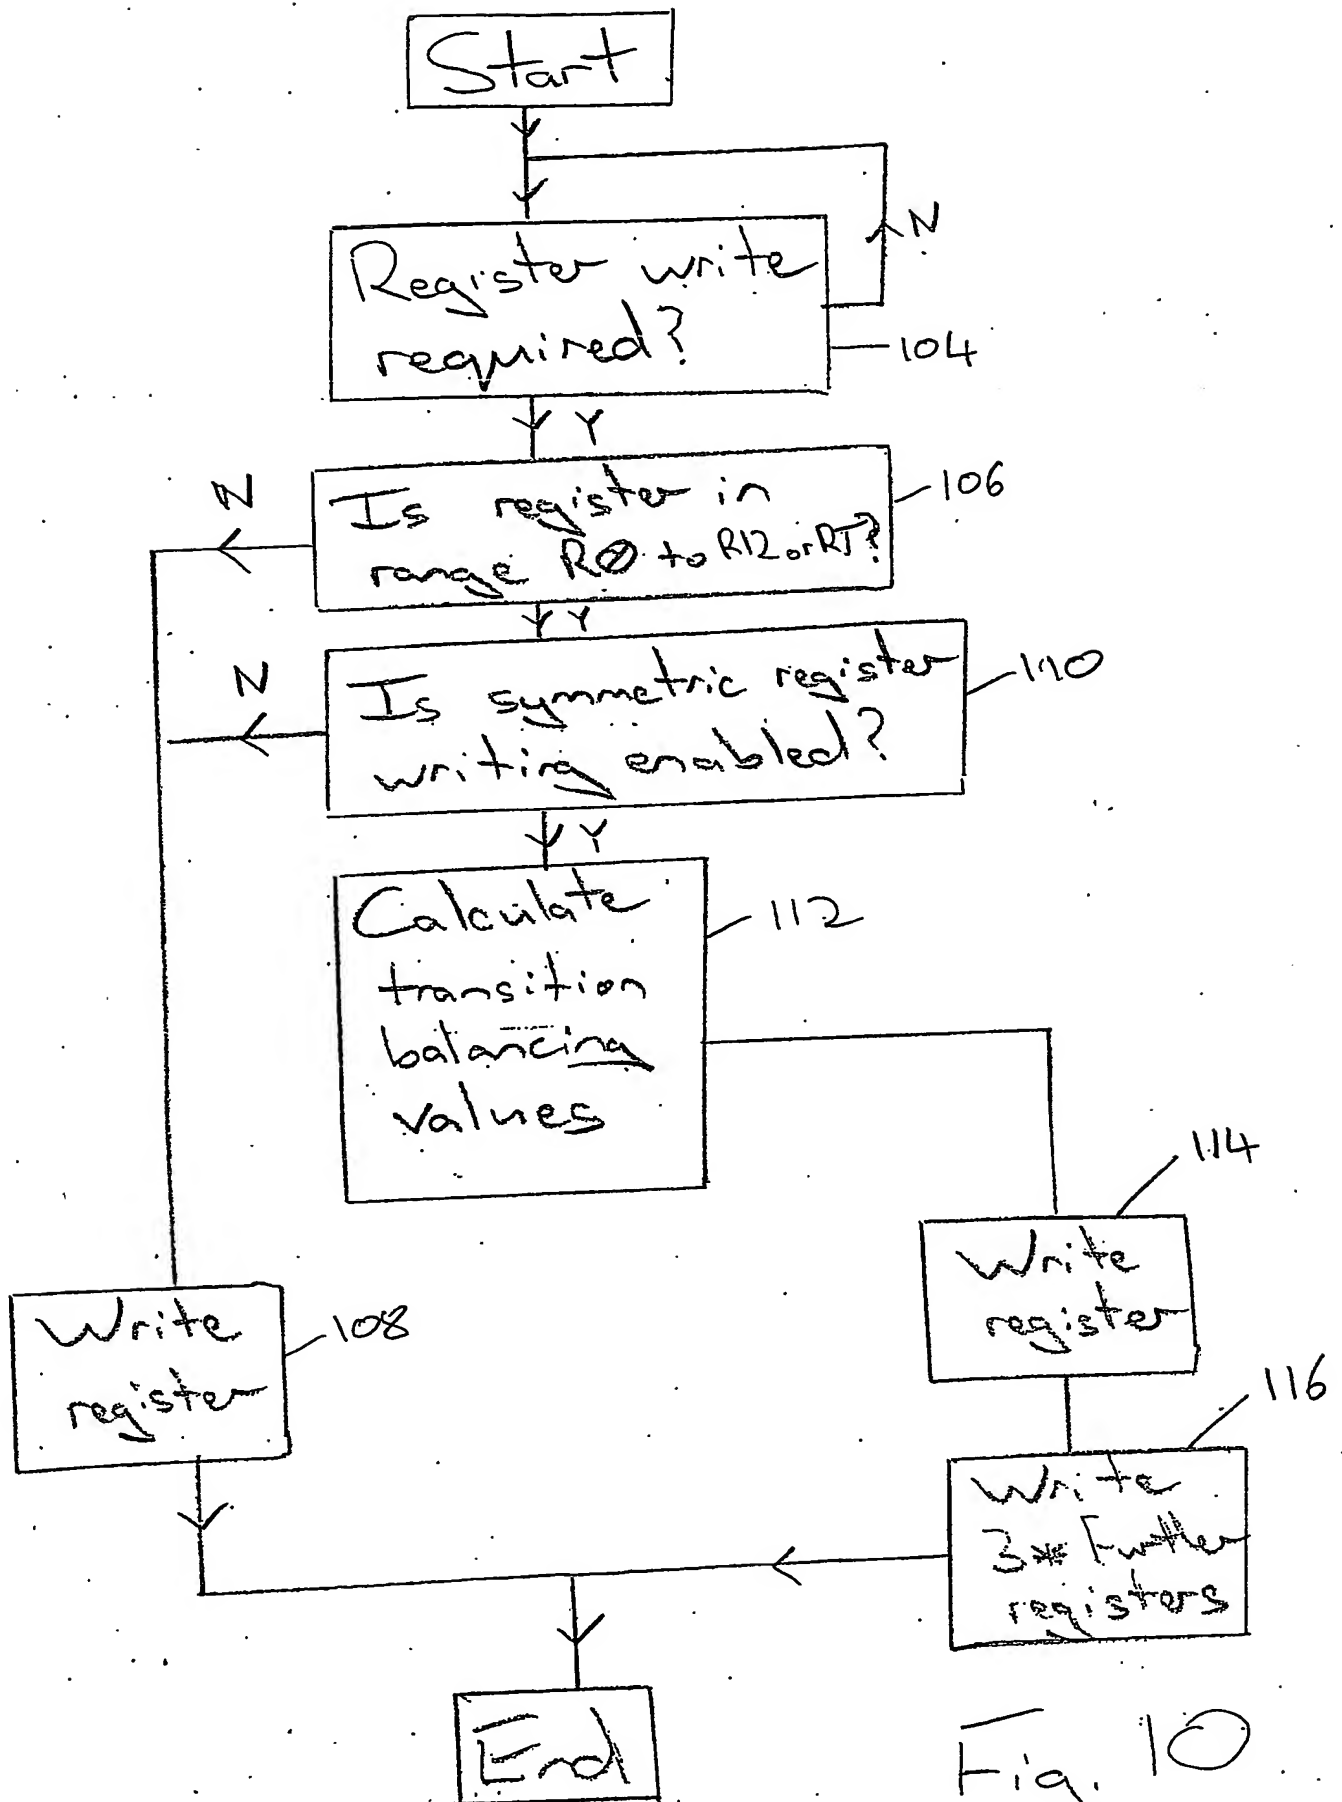 Start
N
Register write
required?
104
Y
N
Is register in
range R0 to R12 or RT?
106
Y
N
Is symmetric register
writing enabled?
110
Y
Calculate
transition
balancing
values
112
114
Write
register
Write
register
108
116
Write
3* Further
registers
End
Fig. 10